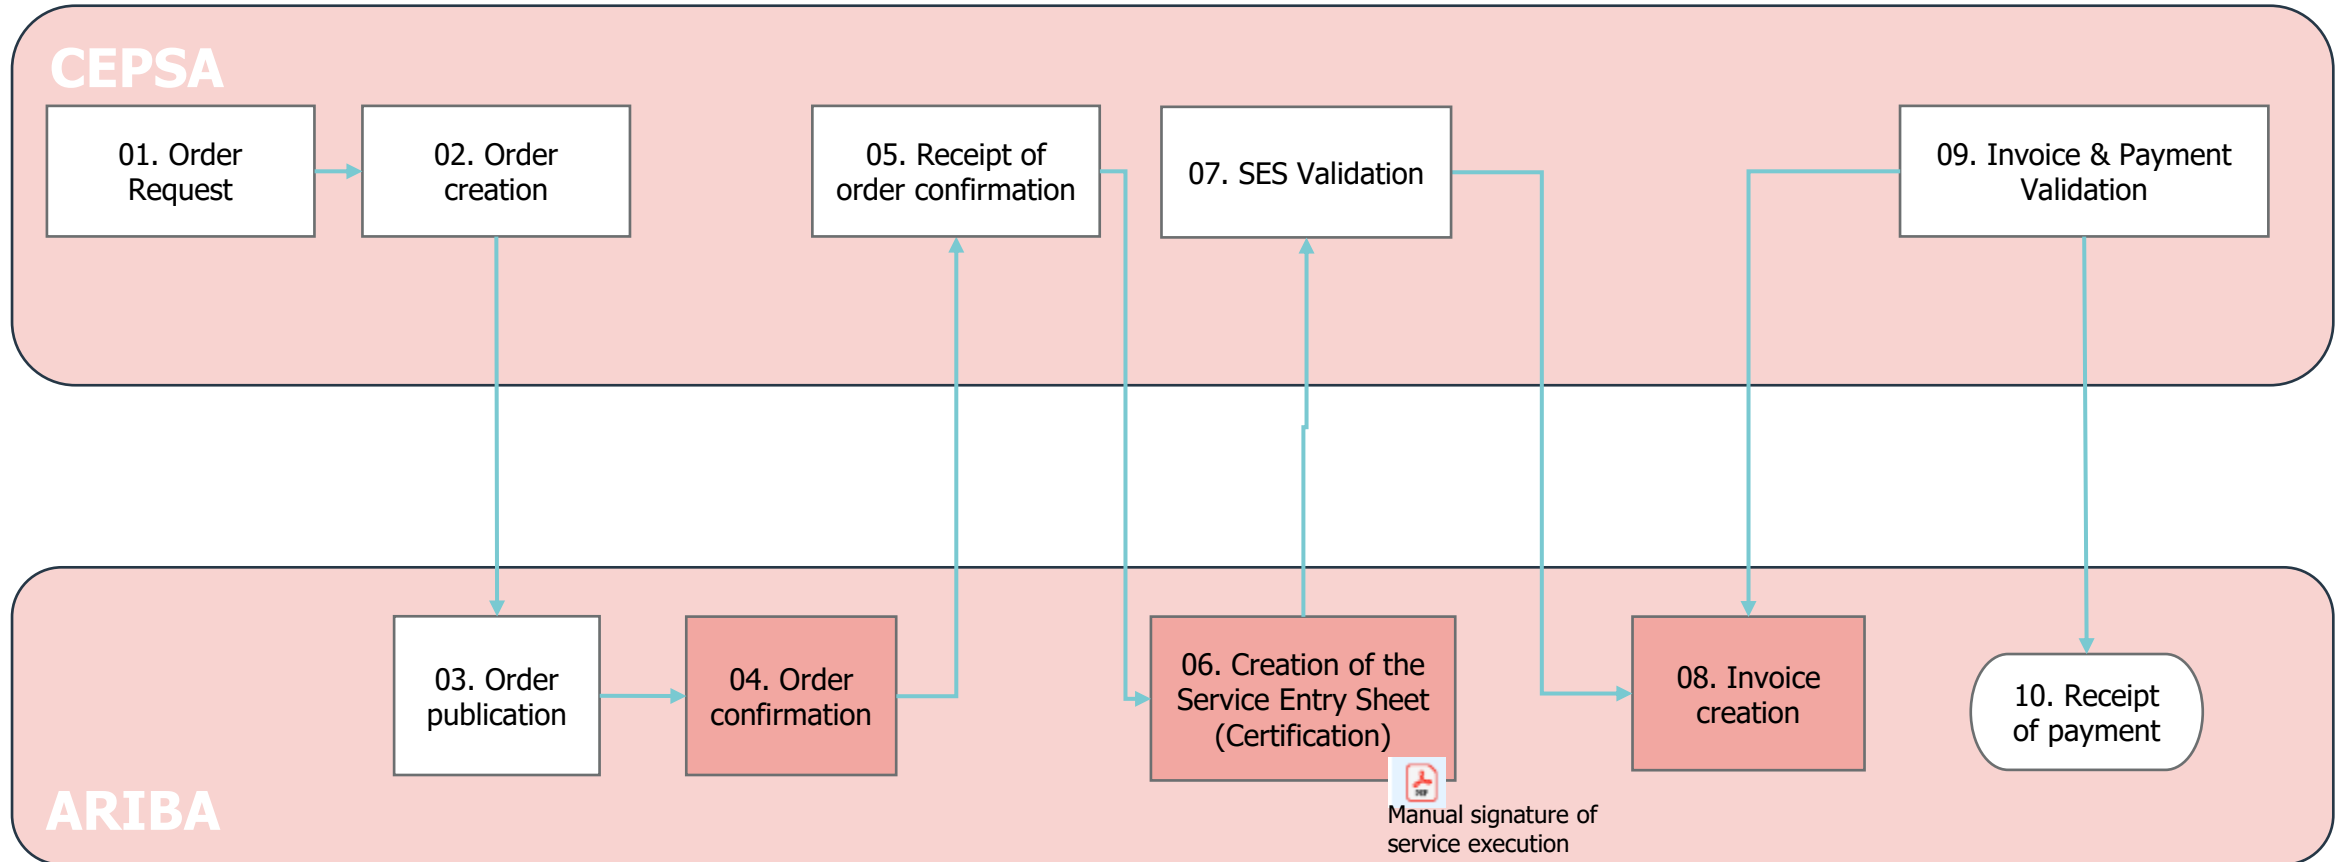 CEPSA
01. Order
Request
02. Order
creation
05. Receipt of
order confirmation
07. SES Validation
09. Invoice & Payment
Validation
03. Order
publication
04. Order
confirmation
06. Creation of the
Service Entry Sheet
(Certification)
08. Invoice
creation
10. Receipt
of payment
Manual signature of
service execution
ARIBA